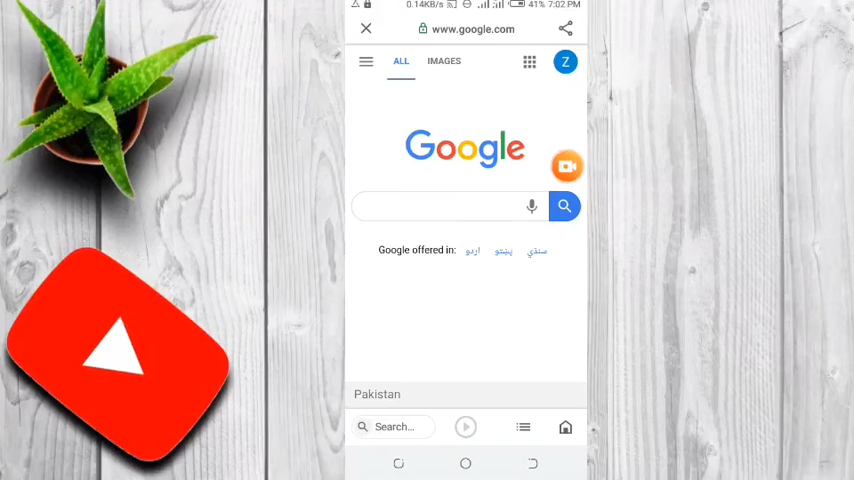 0.14KB/s 41% 7:02 PM
www.google.com
ALL IMAGES Z
Google
Google offered in: اردو پښتو سنڌي
Pakistan
Search...